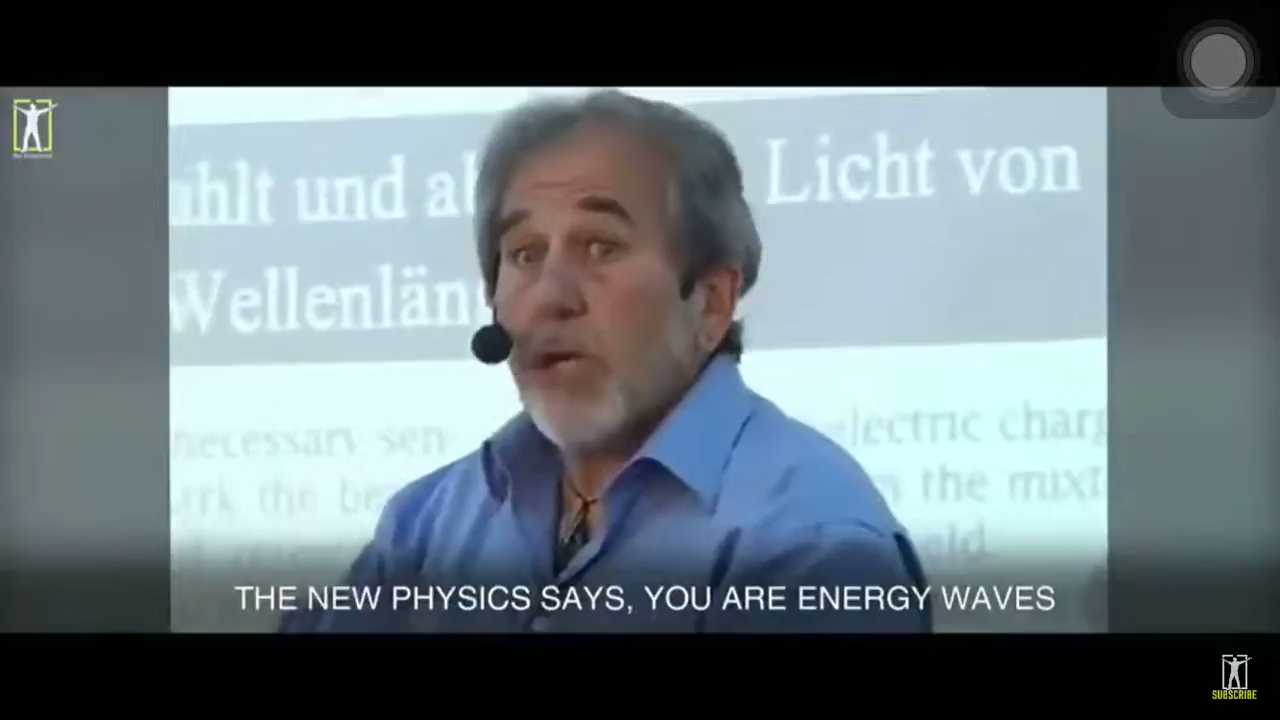 ahlt und ab Licht von
Wellenlän
necessary sen- electric charg
the be the mixt
THE NEW PHYSICS SAYS, YOU ARE ENERGY WAVES
SUBSCRIBE